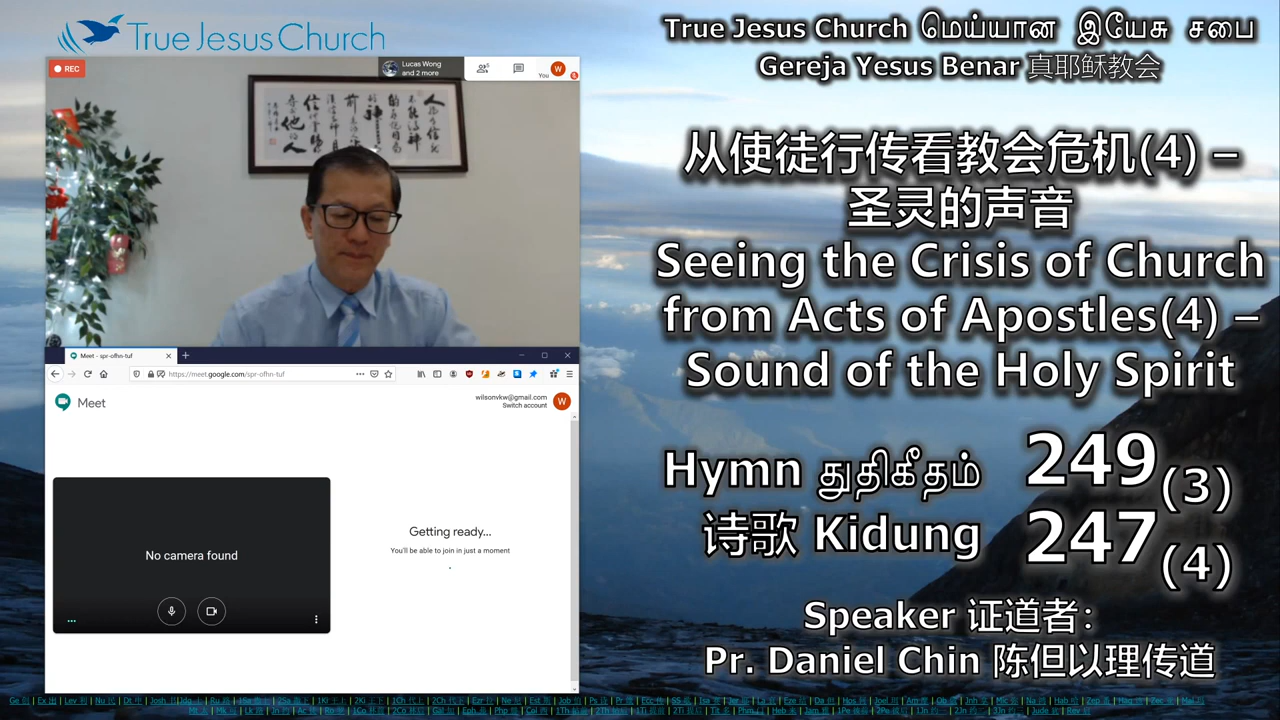 True Jesus Church
True Jesus Church மெய்யான இயேசு சபை
Gereja Yesus Benar 真耶稣教会
REC
Lucas Wong
and 2 more
You
W
从使徒行传看教会危机(4) –
圣灵的声音
Seeing the Crisis of Church
from Acts of Apostles(4) –
Sound of the Holy Spirit
Meet - spr-ofhn-tuf
https://meet.google.com/spr-ofhn-tuf
Meet
wilsonvkw@gmail.com
Switch account
W
No camera found
Getting ready...
You'll be able to join in just a moment
Hymn துதிகீதம் 249 (3)
诗歌 Kidung 247 (4)
Speaker 证道者:
Pr. Daniel Chin 陈但以理传道